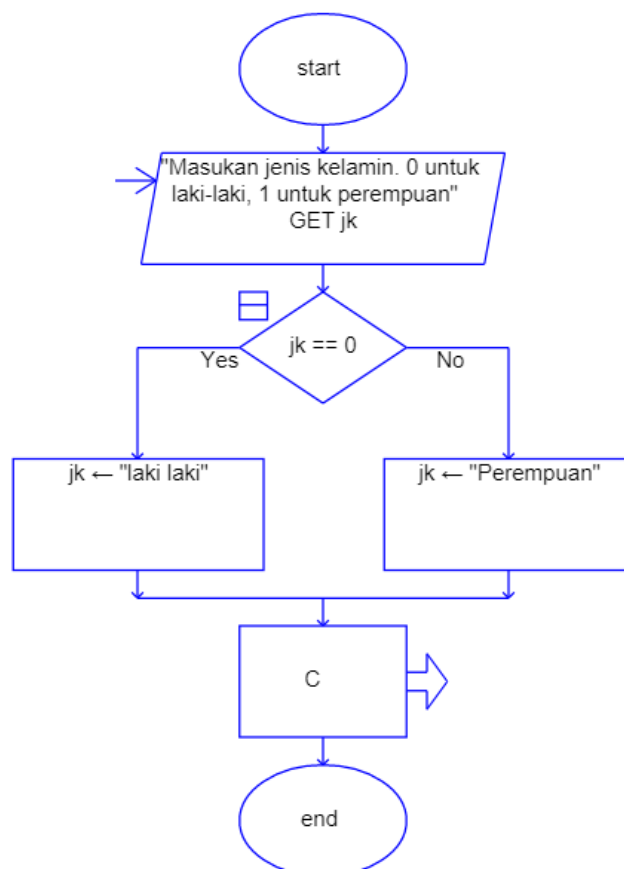 start
"Masukan jenis kelamin. 0 untuk
laki-laki, 1 untuk perempuan"
GET jk
jk == 0
Yes
No
jk ← "laki laki"
jk ← "Perempuan"
C
end